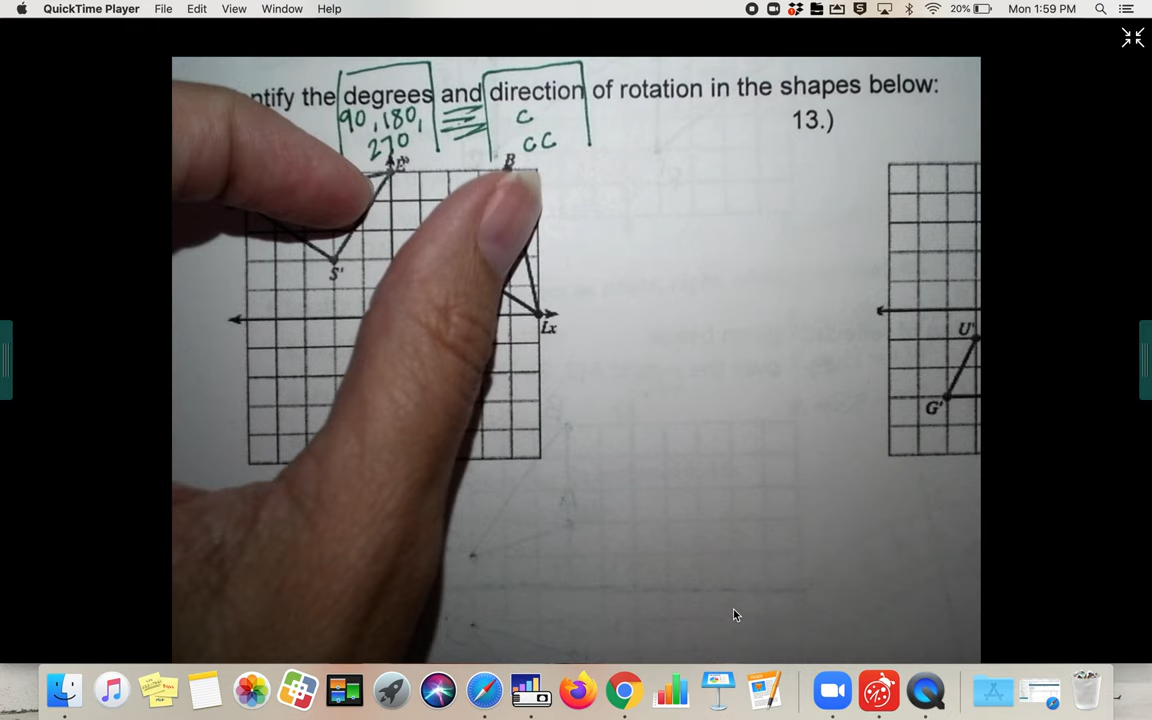 QuickTime Player File Edit View Window Help 20% Mon 1:59 PM
ntify the degrees and direction of rotation in the shapes below:
90, 180, C
270 CC
13.)
B
S'
Lx
U'
G'